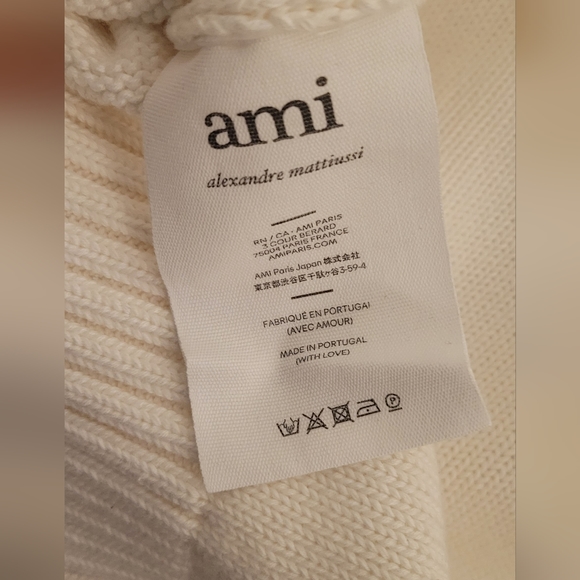 ami
alexandre mattiussi
RN / CA - AMI PARIS
3 COUR BERARD
75004 PARIS FRANCE
AMIPARIS.COM
AMI Paris Japan 株式会社
東京都渋谷区千駄ヶ谷3-59-4
FABRIQUÉ EN PORTUGAL
(AVEC AMOUR)
MADE IN PORTUGAL
(WITH LOVE)
P